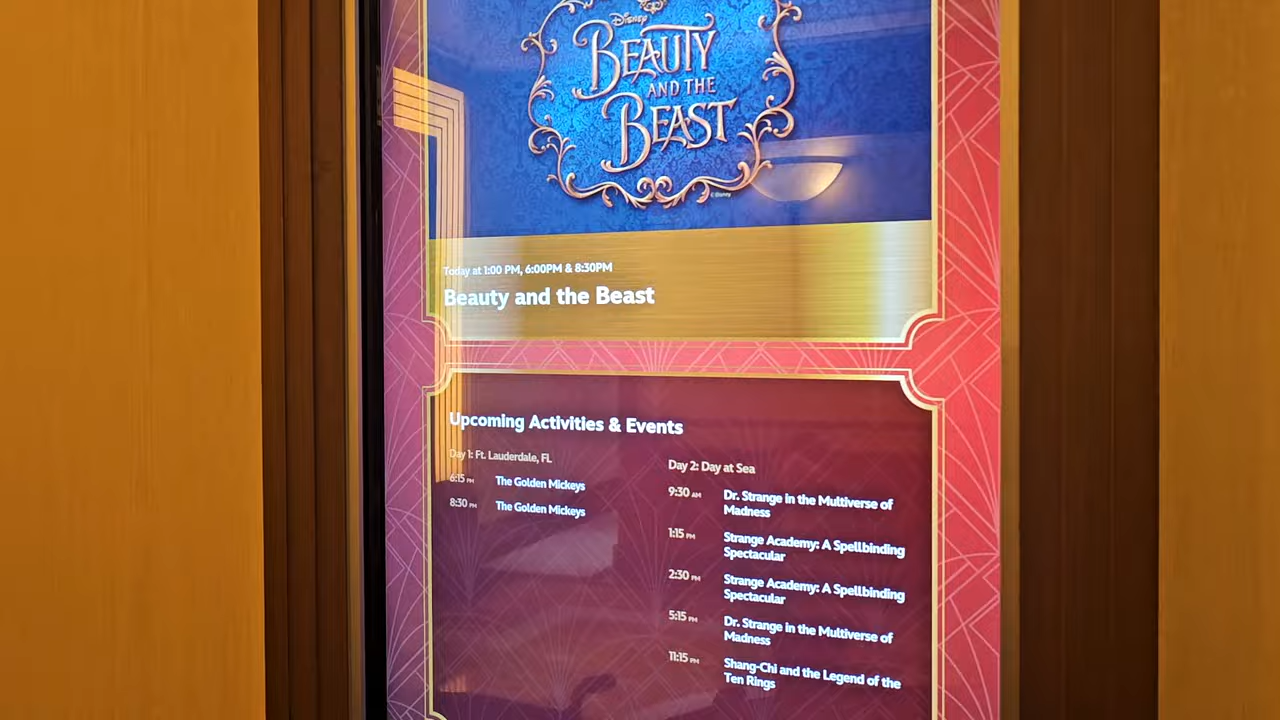 Disney
BEAUTY
AND THE
BEAST
© Disney
Today at 1:00 PM, 6:00PM & 8:30PM
Beauty and the Beast
Upcoming Activities & Events
Day 1: Ft. Lauderdale, FL
6:15 PM The Golden Mickeys
8:30 PM The Golden Mickeys
Day 2: Day at Sea
9:30 AM Dr. Strange in the Multiverse of
Madness
1:15 PM Strange Academy: A Spellbinding
Spectacular
2:30 PM Strange Academy: A Spellbinding
Spectacular
5:15 PM Dr. Strange in the Multiverse of
Madness
11:15 PM Shang-Chi and the Legend of the
Ten Rings